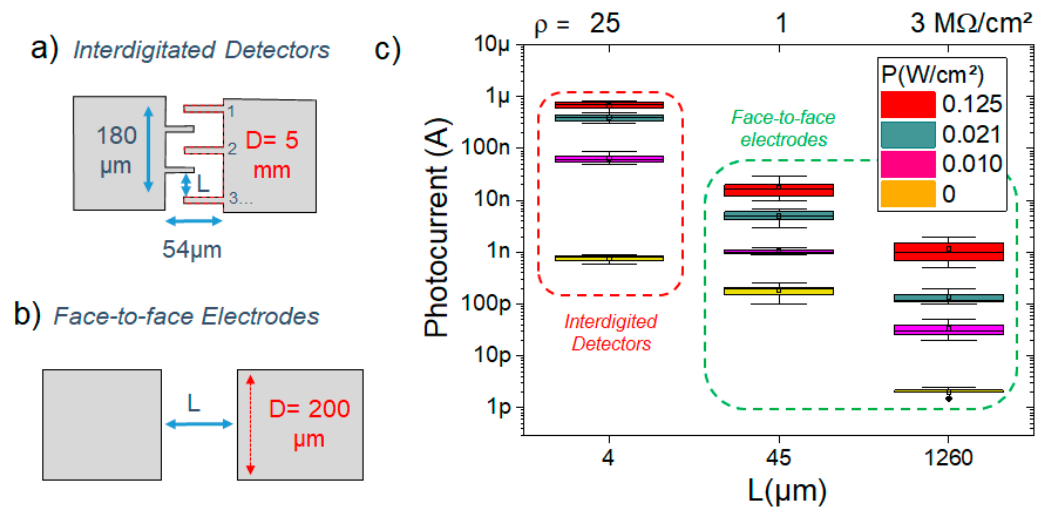 a) Interdigitated Detectors
180
µm
D= 5
mm
1
2
3...
L
54µm
b) Face-to-face Electrodes
L
D= 200
µm
c)
ρ = 25 1 3 MΩ/cm²
Photocurrent (A)
10µ
1µ
100n
10n
1n
100p
10p
1p
Interdigited
Detectors
Face-to-face
electrodes
P(W/cm²)
0.125
0.021
0.010
0
4 45 1260
L(µm)